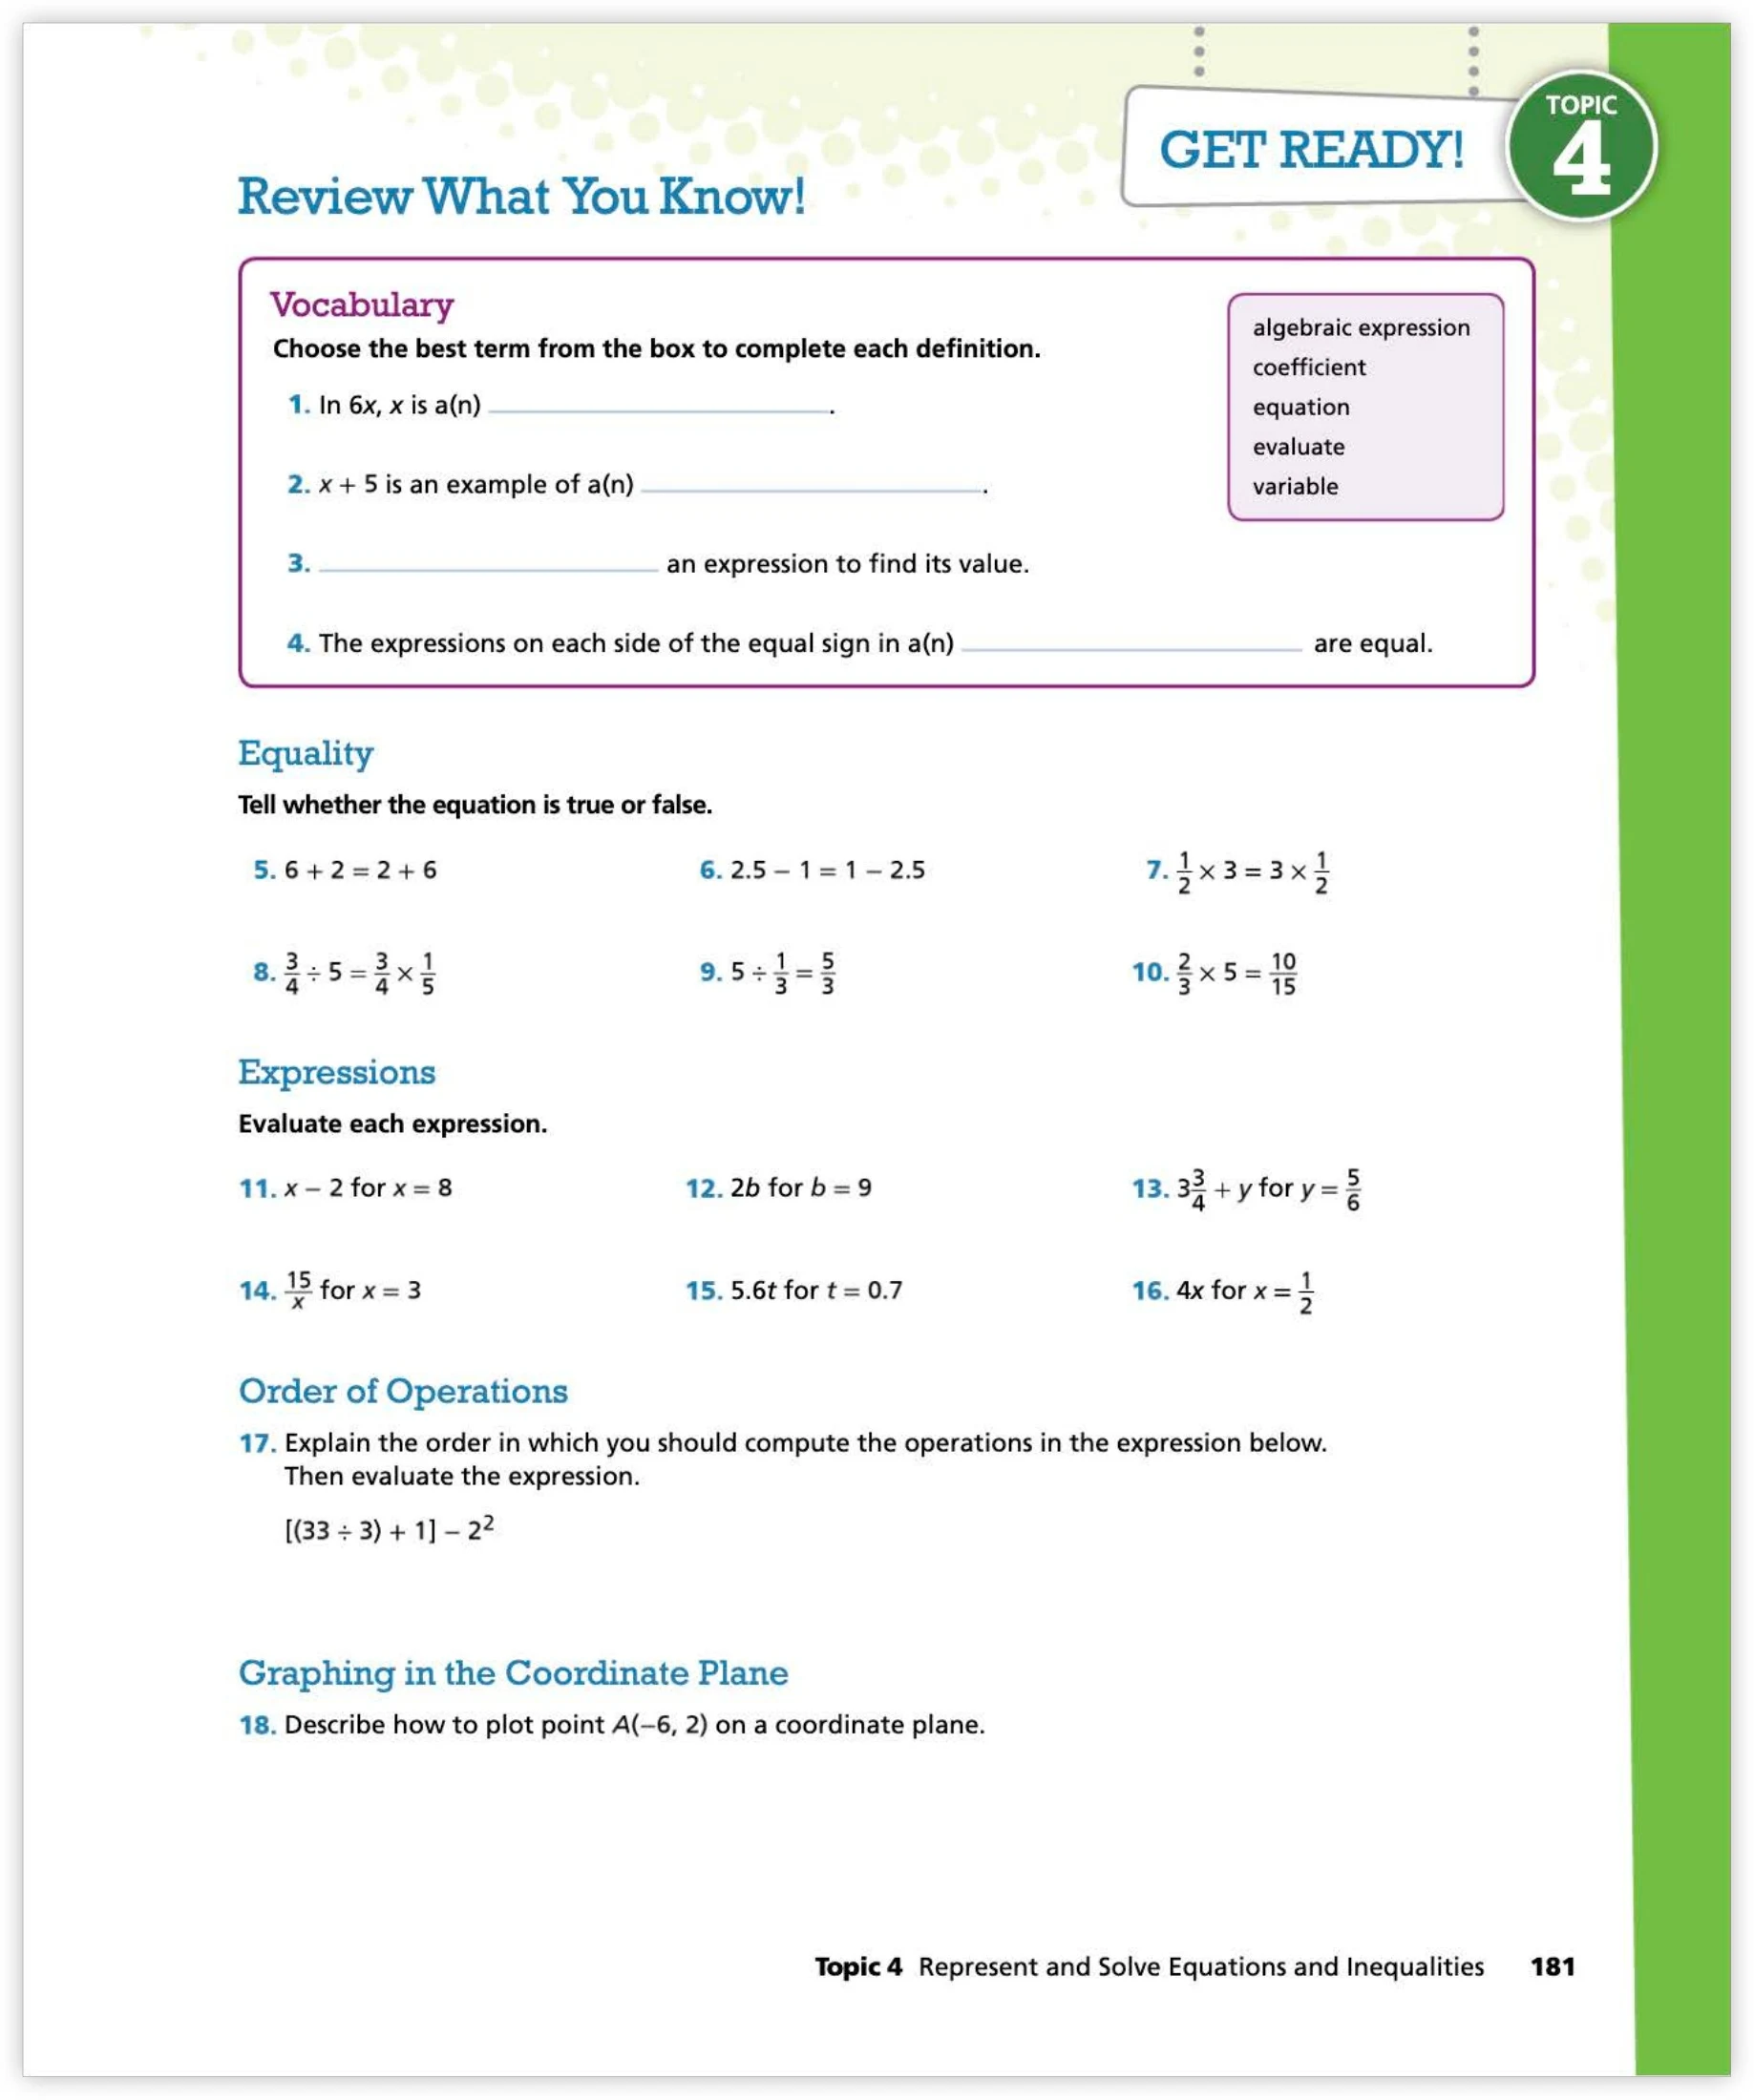 TOPIC
4
GET READY!
Review What You Know!
Vocabulary
Choose the best term from the box to complete each definition.
algebraic expression
coefficient
equation
evaluate
variable
1. In 6x, x is a(n) ____________________.
2. x + 5 is an example of a(n) ____________________.
3. ____________________ an expression to find its value.
4. The expressions on each side of the equal sign in a(n) ____________________ are equal.
Equality
Tell whether the equation is true or false.
5. 6 + 2 = 2 + 6
6. 2.5 – 1 = 1 – 2.5
7. 1/2 × 3 = 3 × 1/2
8. 3/4 ÷ 5 = 3/4 × 1/5
9. 5 ÷ 1/3 = 5/3
10. 2/3 × 5 = 10/15
Expressions
Evaluate each expression.
11. x – 2 for x = 8
12. 2b for b = 9
13. 3 3/4 + y for y = 5/6
14. 15/x for x = 3
15. 5.6t for t = 0.7
16. 4x for x = 1/2
Order of Operations
17. Explain the order in which you should compute the operations in the expression below.
Then evaluate the expression.
[(33 ÷ 3) + 1] – 2²
Graphing in the Coordinate Plane
18. Describe how to plot point A(–6, 2) on a coordinate plane.
Topic 4 Represent and Solve Equations and Inequalities 181